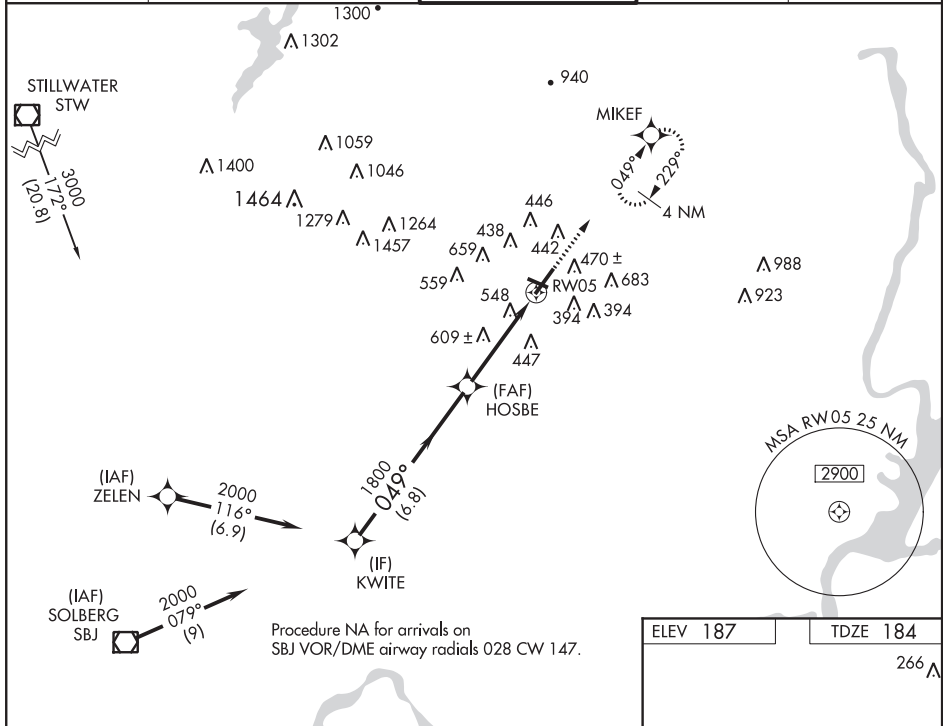 1300
1302
940
STILLWATER
STW
3000
172°
(20.8)
MIKEF
049°
229°
4 NM
1059
1400
1046
1464
1279
1264
1457
446
438
442
659
470 ±
559
683
988
RW05
923
548
394
394
609 ±
447
(FAF)
HOSBE
MSA RW05 25 NM
2900
(IAF)
ZELEN
2000
116°
(6.9)
1800
049°
(6.8)
(IF)
KWITE
(IAF)
SOLBERG
SBJ
2000
079°
(9)
Procedure NA for arrivals on
SBJ VOR/DME airway radials 028 CW 147.
ELEV 187
TDZE 184
266